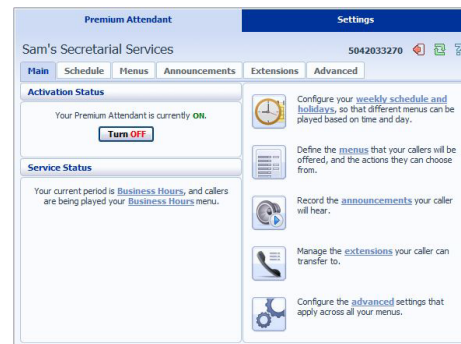 Premium Attendant
Settings
Sam's Secretarial Services
5042033270
Main Schedule Menus Announcements Extensions Advanced
Activation Status
Your Premium Attendant is currently ON.
Turn OFF
Service Status
Your current period is Business Hours, and callers
are being played your Business Hours menu.
Configure your weekly schedule and
holidays, so that different menus can be
played based on time and day.
Define the menus that your callers will be
offered, and the actions they can choose
from.
Record the announcements your caller
will hear.
Manage the extensions your caller can
transfer to.
Configure the advanced settings that
apply across all your menus.